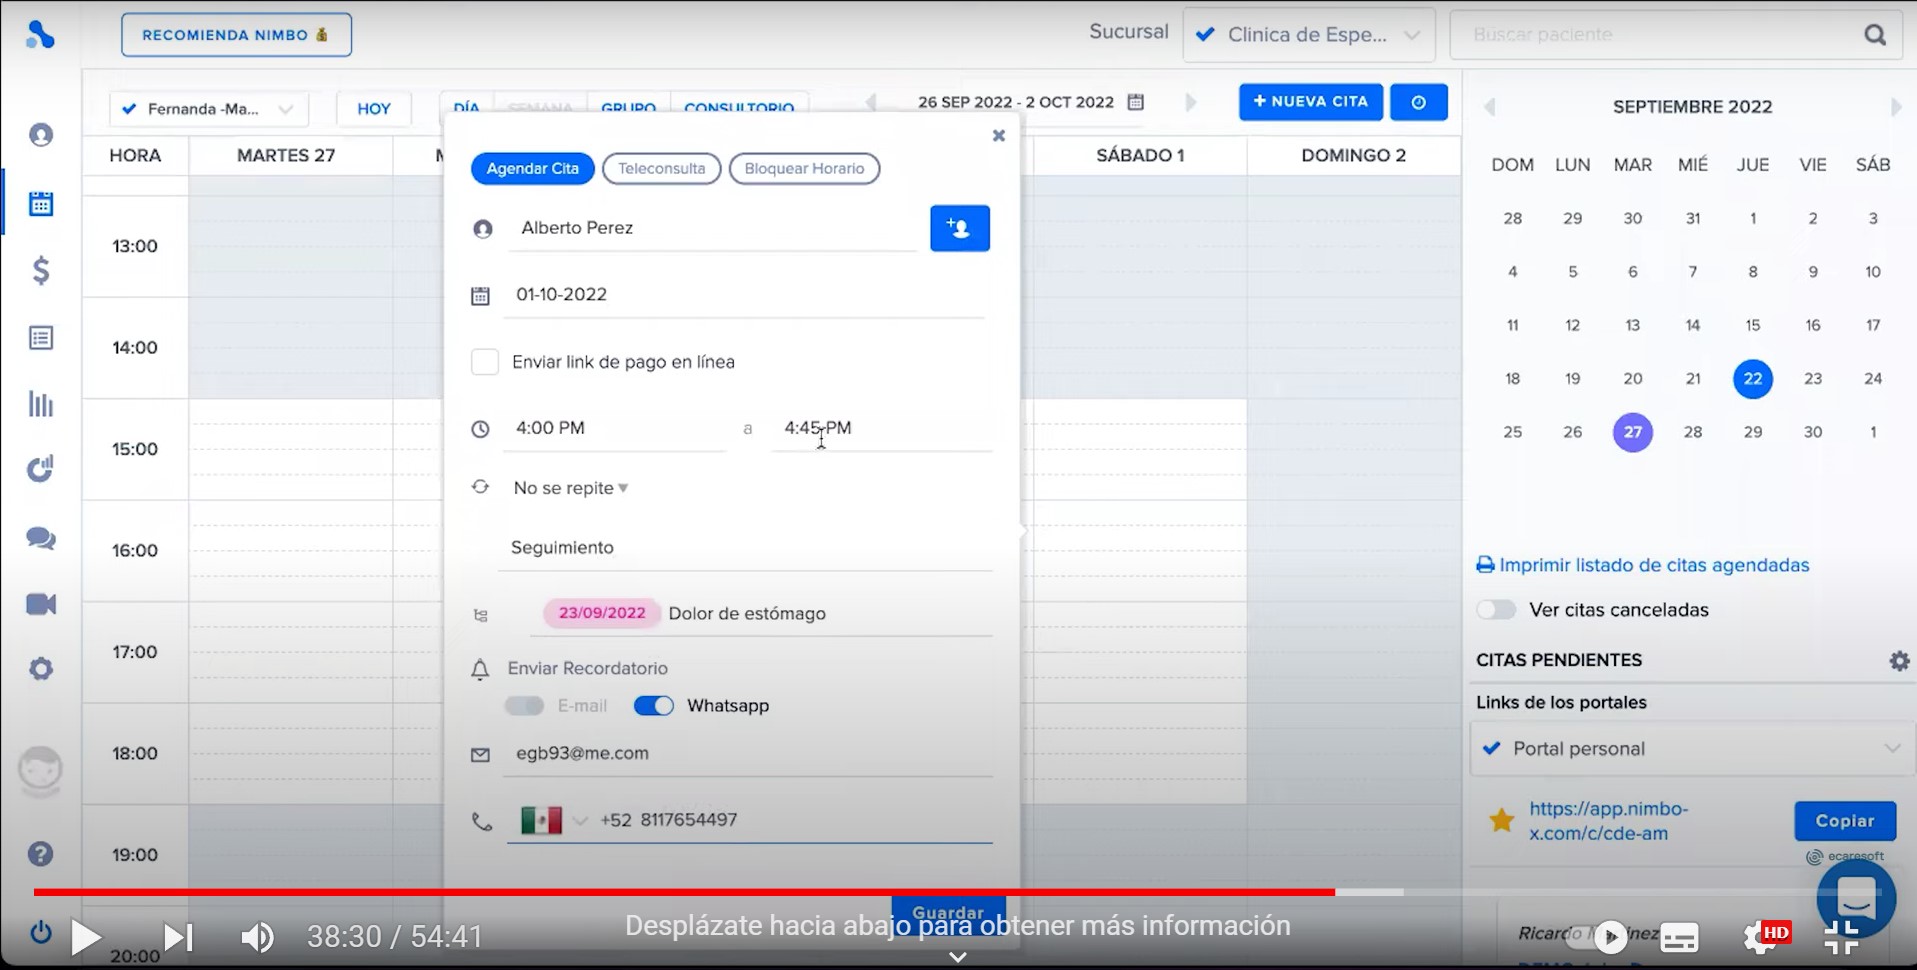 RECOMIENDA NIMBO
Sucursal
Clinica de Espe...
Buscar paciente
Fernanda -Ma...
HOY
DÍA
SEMANA
GRUPO
CONSULTORIO
26 SEP 2022 - 2 OCT 2022
+ NUEVA CITA
SEPTIEMBRE 2022
HORA
MARTES 27
M
SÁBADO 1
DOMINGO 2
DOM LUN MAR MIÉ JUE VIE SÁB
28 29 30 31 1 2 3
4 5 6 7 8 9 10
11 12 13 14 15 16 17
18 19 20 21 22 23 24
25 26 27 28 29 30 1
13:00
14:00
15:00
16:00
17:00
18:00
19:00
20:00
Agendar Cita
Teleconsulta
Bloquear Horario
Alberto Perez
01-10-2022
Enviar link de pago en línea
4:00 PM a 4:45 PM
No se repite
Seguimiento
23/09/2022 Dolor de estómago
Enviar Recordatorio
E-mail
Whatsapp
egb93@me.com
+52 8117654497
Guardar
Imprimir listado de citas agendadas
Ver citas canceladas
CITAS PENDIENTES
Links de los portales
Portal personal
https://app.nimbo-
x.com/c/cde-am
Copiar
ecaresoft
38:30 / 54:41
Desplázate hacia abajo para obtener más información
Ricardo
HD